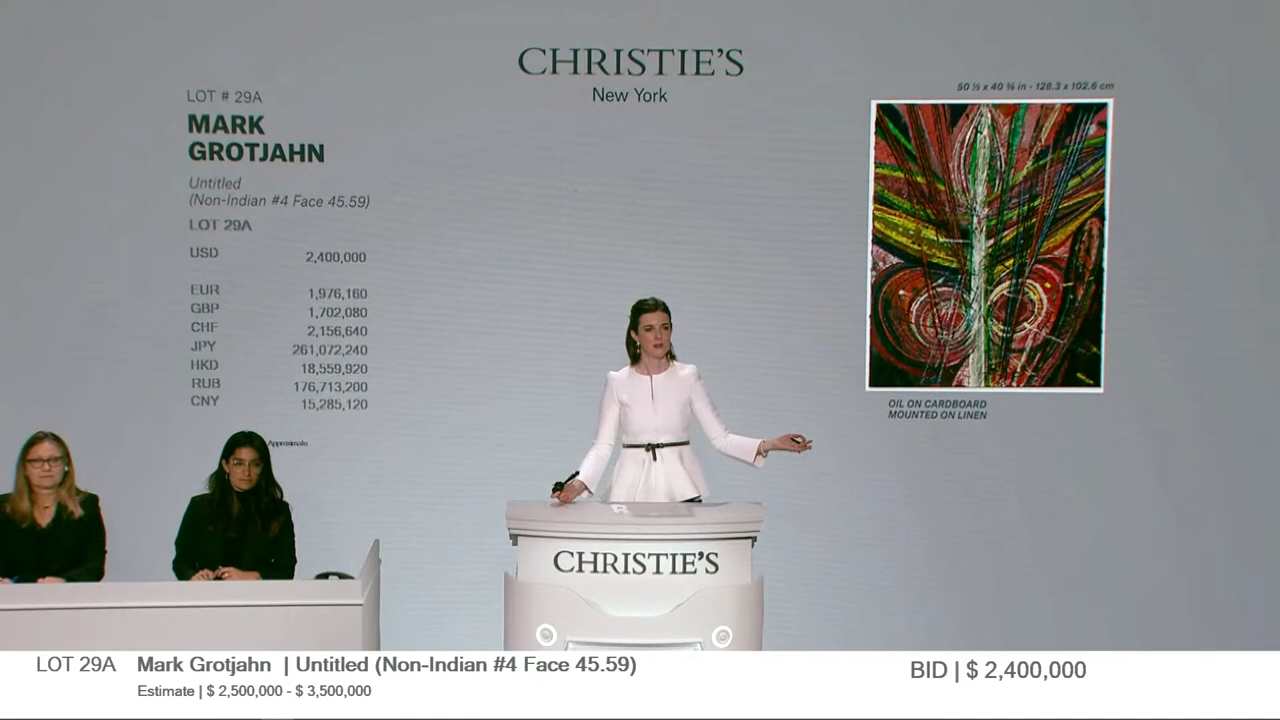 CHRISTIE'S
New York
LOT # 29A
MARK
GROTJAHN
Untitled
(Non-Indian #4 Face 45.59)
LOT 29A
USD 2,400,000
EUR 1,976,160
GBP 1,702,080
CHF 2,156,640
JPY 261,072,240
HKD 18,559,920
RUB 176,713,200
CNY 15,285,120
Approximate
50 ½ x 40 ⅜ in - 128.3 x 102.6 cm
OIL ON CARDBOARD
MOUNTED ON LINEN
CHRISTIE'S
LOT 29A Mark Grotjahn | Untitled (Non-Indian #4 Face 45.59)
Estimate | $ 2,500,000 - $ 3,500,000
BID | $ 2,400,000